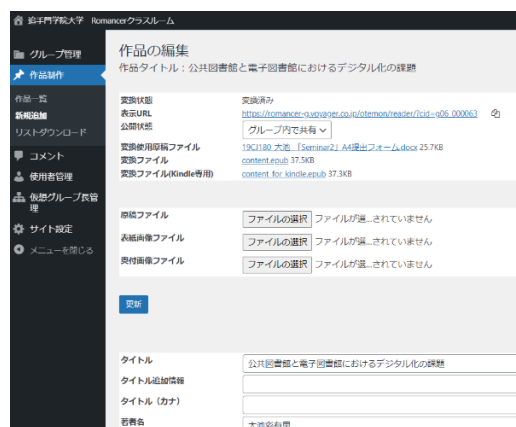 追手門学院大学 Romancerクラスルーム
グループ管理
作品制作
作品一覧
新規追加
リストダウンロード
コメント
使用者管理
仮想グループ長管理
サイト設定
メニューを閉じる
作品の編集
作品タイトル：公共図書館と電子図書館におけるデジタル化の課題
変換状態 変換済み
表示URL https://romancer-g.voyager.co.jp/otemon/reader/?cid=g06_000063
公開状態 グループ内で共有
変換使用原稿ファイル 19CJ180 大池 「Seminar2」A4提出フォーム.docx 25.7KB
変換ファイル content.epub 37.5KB
変換ファイル(Kindle専用) content_for_kindle.epub 37.3KB
原稿ファイル ファイルの選択 ファイルが選...されていません
表紙画像ファイル ファイルの選択 ファイルが選...されていません
奥付画像ファイル ファイルの選択 ファイルが選...されていません
更新
タイトル 公共図書館と電子図書館におけるデジタル化の課題
タイトル追加情報
タイトル（カナ）
著者名